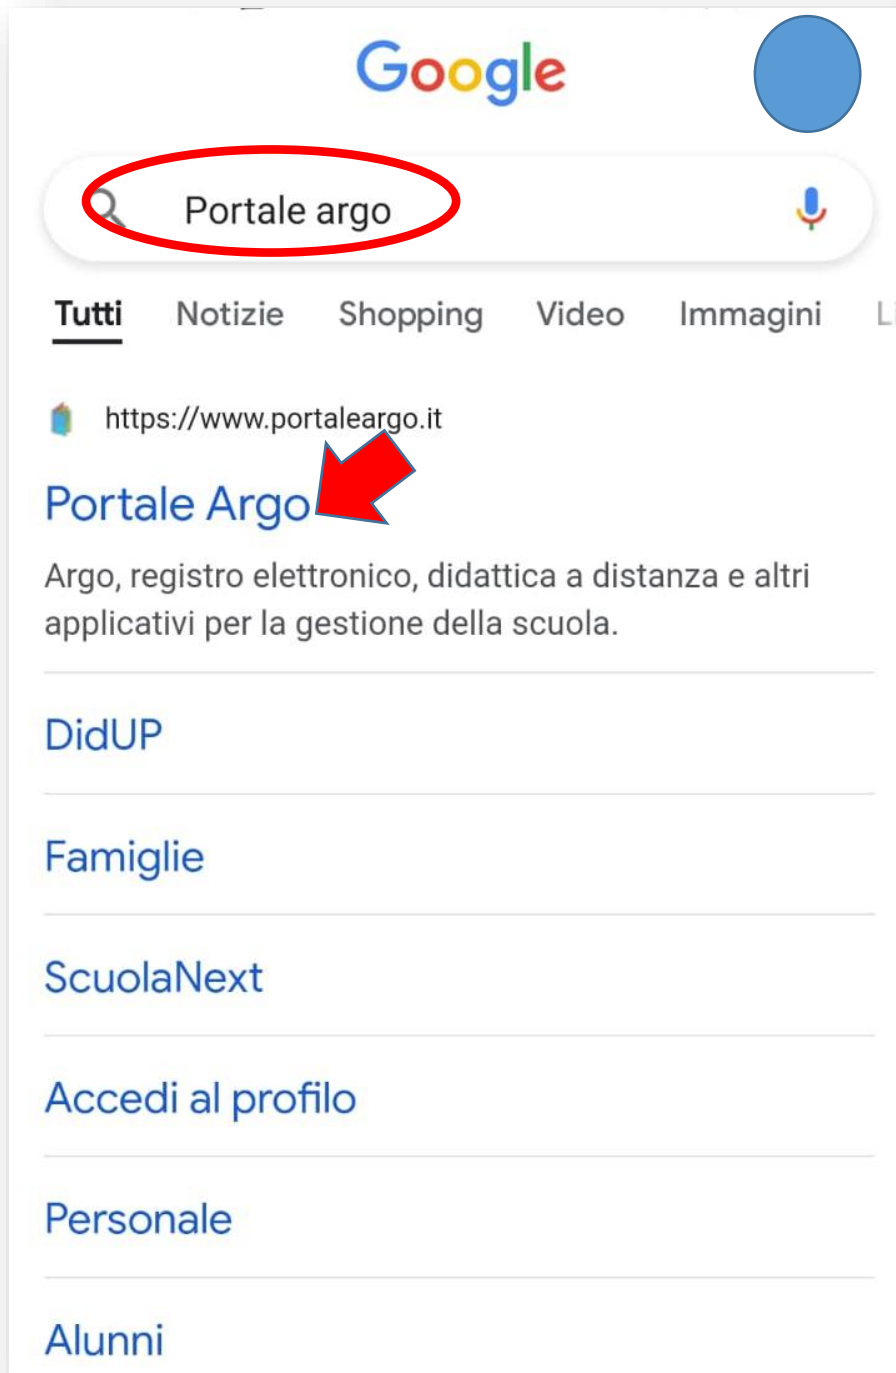 Google
Portale argo
Tutti Notizie Shopping Video Immagini Li
https://www.portaleargo.it
Portale Argo
Argo, registro elettronico, didattica a distanza e altri
applicativi per la gestione della scuola.
DidUP
Famiglie
ScuolaNext
Accedi al profilo
Personale
Alunni